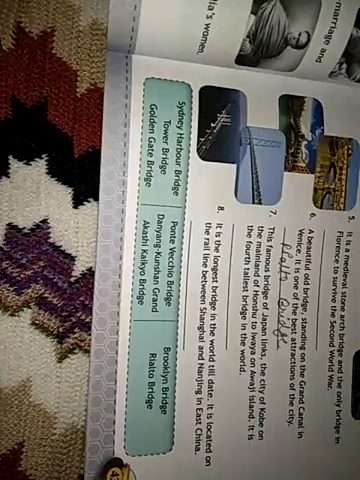 marriage and
ia's women.
5. It is a medieval stone arch bridge and the only bridge in
Florence to survive the Second World War.
6. A beautiful old bridge, standing on the Grand Canal in
Venice. It is one of the best attractions of the city.
Rialto Bridge
7. This famous bridge of Japan links, the city of Kobe on
the mainland of Honshu to Iwaya on Awaji Island. It is
the fourth tallest bridge in the world.
8. It is the longest bridge in the world till date. It is located on
the rail line between Shanghai and Nanjing in East China.
Sydney Harbour Bridge Ponte Vecchio Bridge Brooklyn Bridge
Tower Bridge Danyang-Kunshan Grand Rialto Bridge
Golden Gate Bridge Akashi Kaikyo Bridge